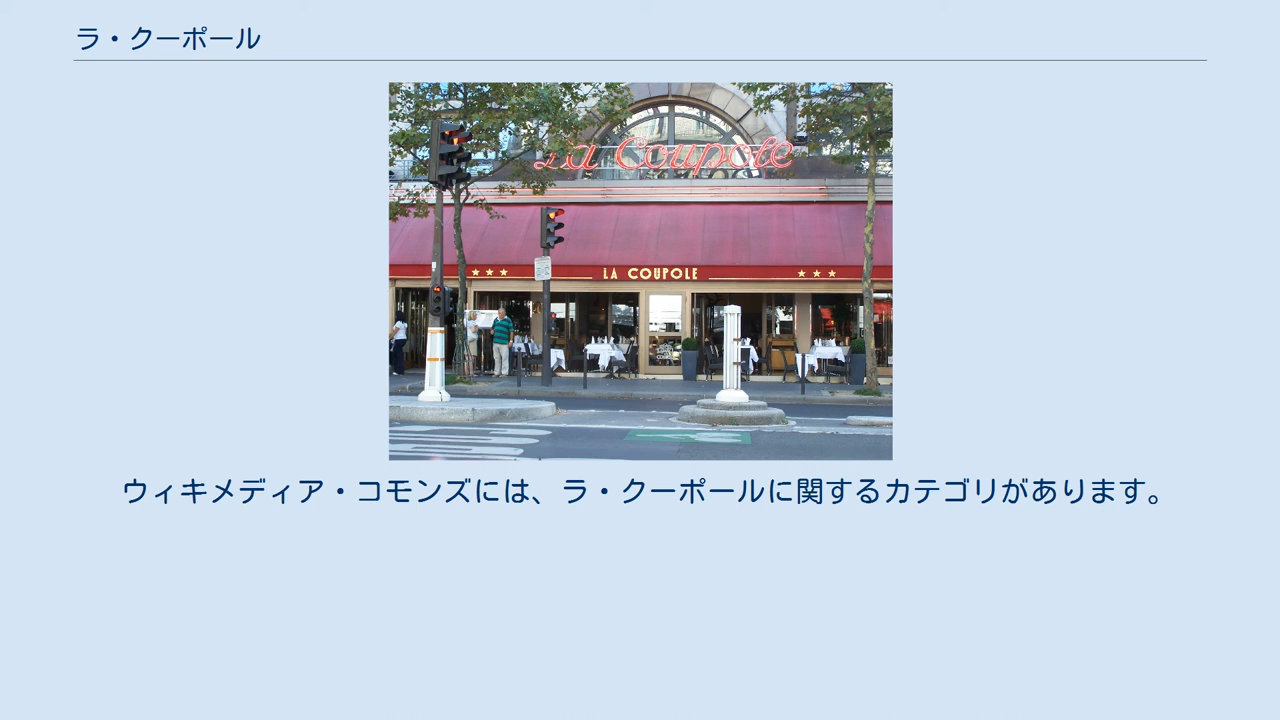 ラ・クーポール
La Coupole
★★★ LA COUPOLE ★★★
ウィキメディア・コモンズには、ラ・クーポールに関するカテゴリがあります。